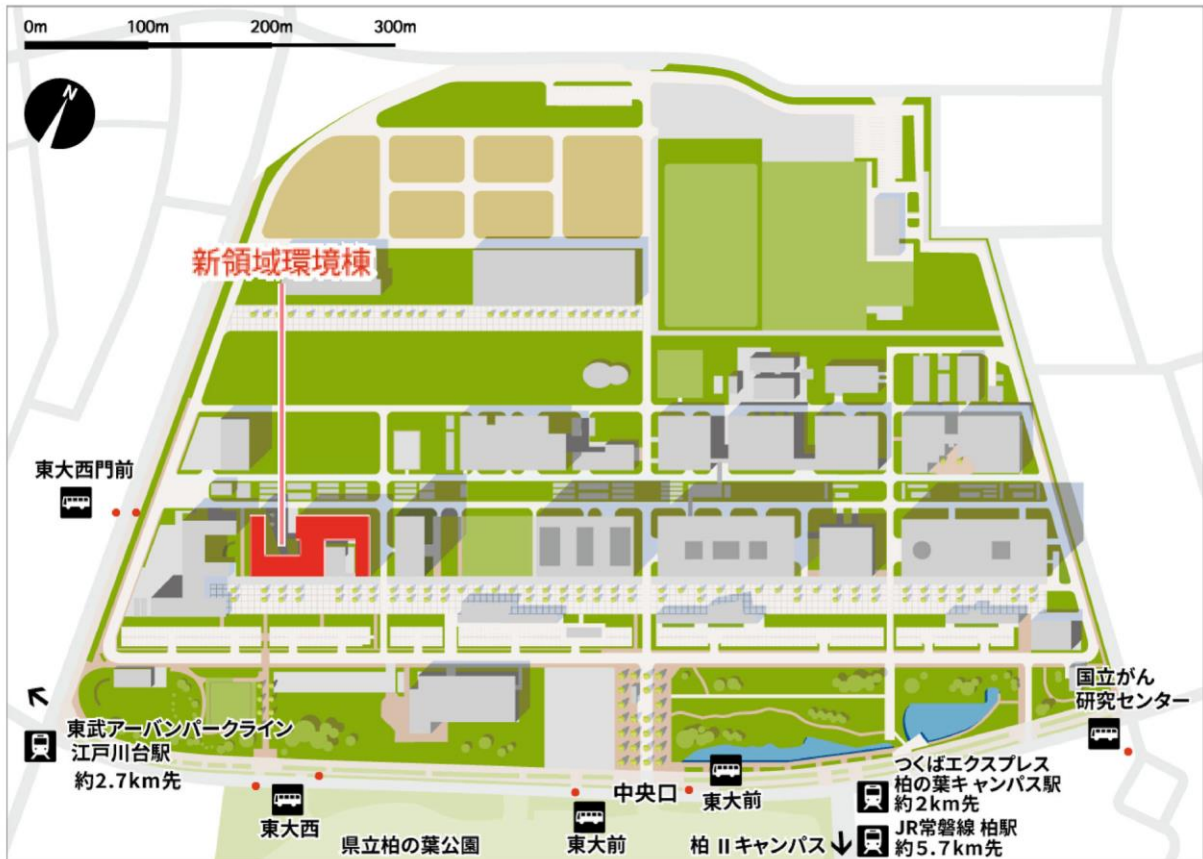 0m 100m 200m 300m
N
新領域環境棟
東大西門前
国立がん
研究センター
東武アーバンパークライン
江戸川台駅
約2.7km先
つくばエクスプレス
柏の葉キャンパス駅
約2km先
中央口
東大前
東大西
県立柏の葉公園
東大前
柏 II キャンパス
JR常磐線 柏駅
約5.7km先